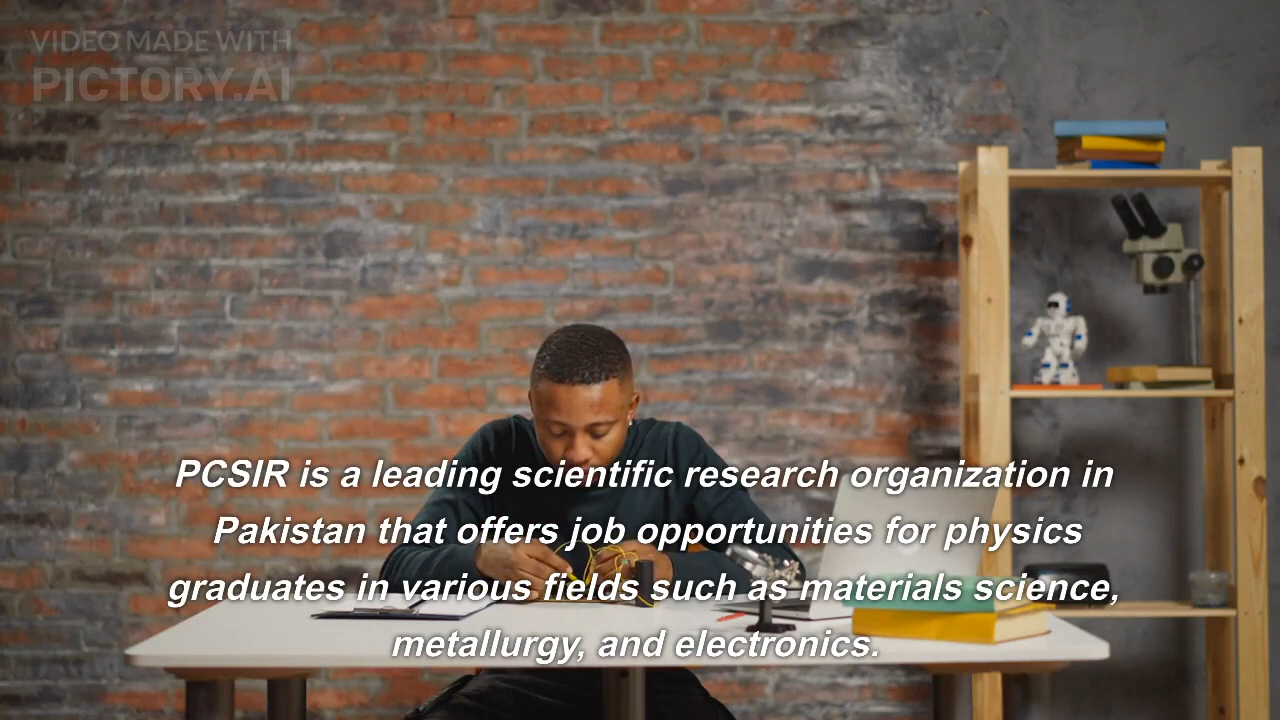 VIDEO MADE WITH
PICTORY.AI
PCSIR is a leading scientific research organization in
Pakistan that offers job opportunities for physics
graduates in various fields such as materials science,
metallurgy, and electronics.